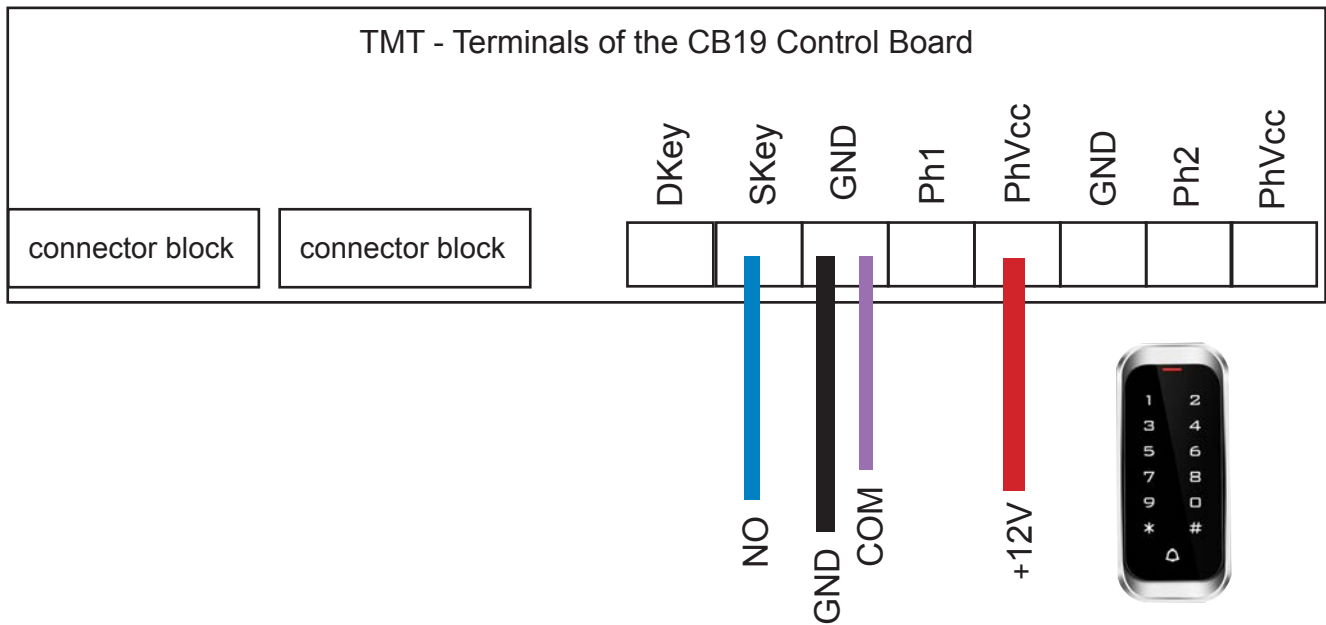 TMT - Terminals of the CB19 Control Board
DKey
SKey
GND
Ph1
PhVcc
GND
Ph2
PhVcc
connector block
connector block
NO
GND
COM
+12V
1 2
3 4
5 6
7 8
9 0
* #